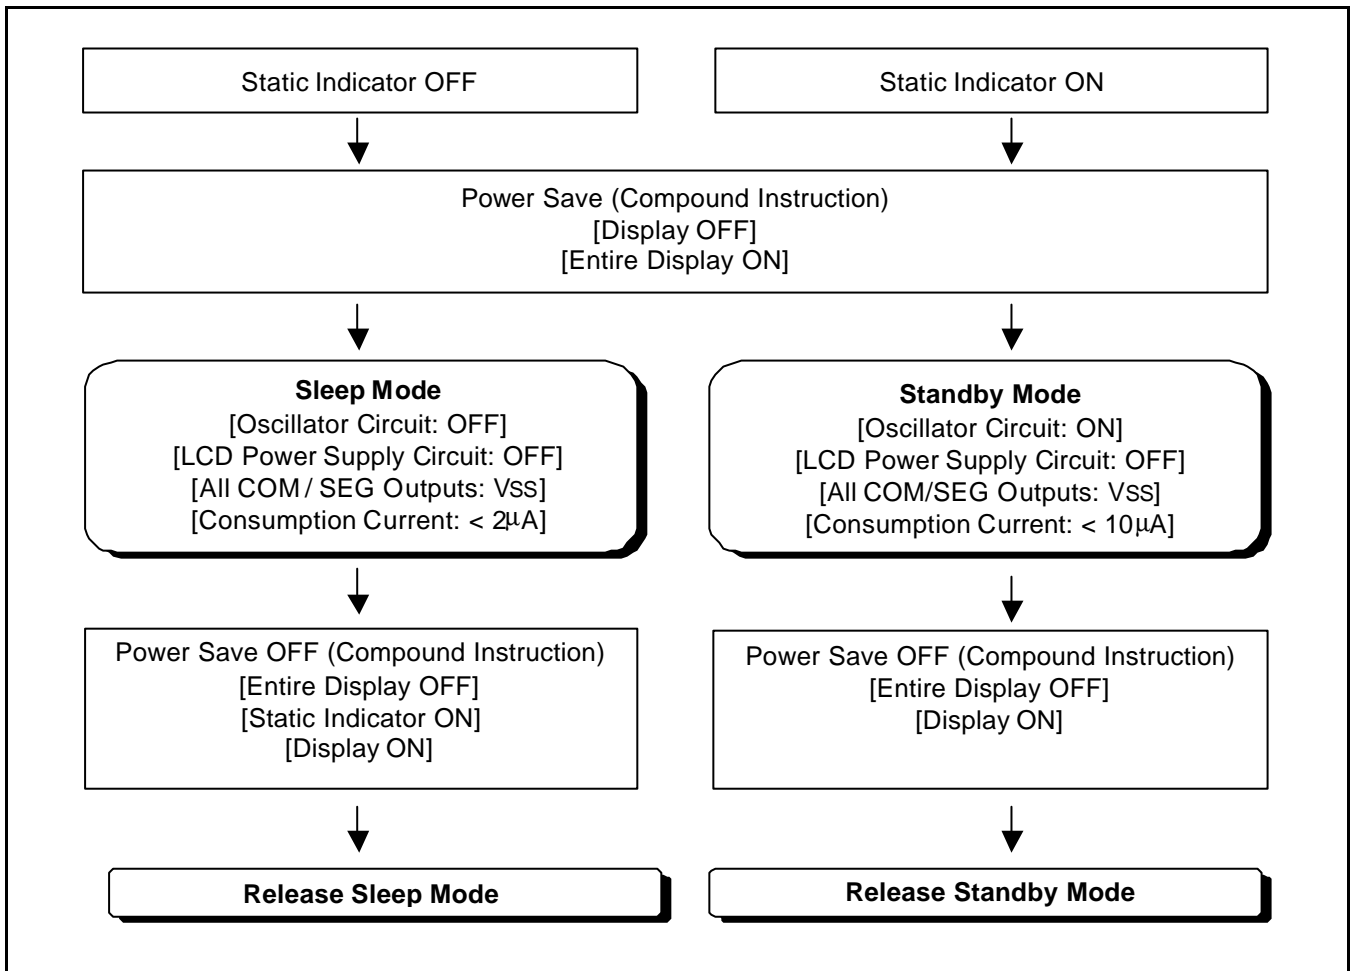 Static Indicator OFF
Static Indicator ON
Power Save (Compound Instruction)
[Display OFF]
[Entire Display ON]
Sleep Mode
[Oscillator Circuit: OFF]
[LCD Power Supply Circuit: OFF]
[All COM / SEG Outputs: VSS]
[Consumption Current: < 2µA]
Standby Mode
[Oscillator Circuit: ON]
[LCD Power Supply Circuit: OFF]
[All COM/SEG Outputs: VSS]
[Consumption Current: < 10µA]
Power Save OFF (Compound Instruction)
[Entire Display OFF]
[Static Indicator ON]
[Display ON]
Power Save OFF (Compound Instruction)
[Entire Display OFF]
[Display ON]
Release Sleep Mode
Release Standby Mode